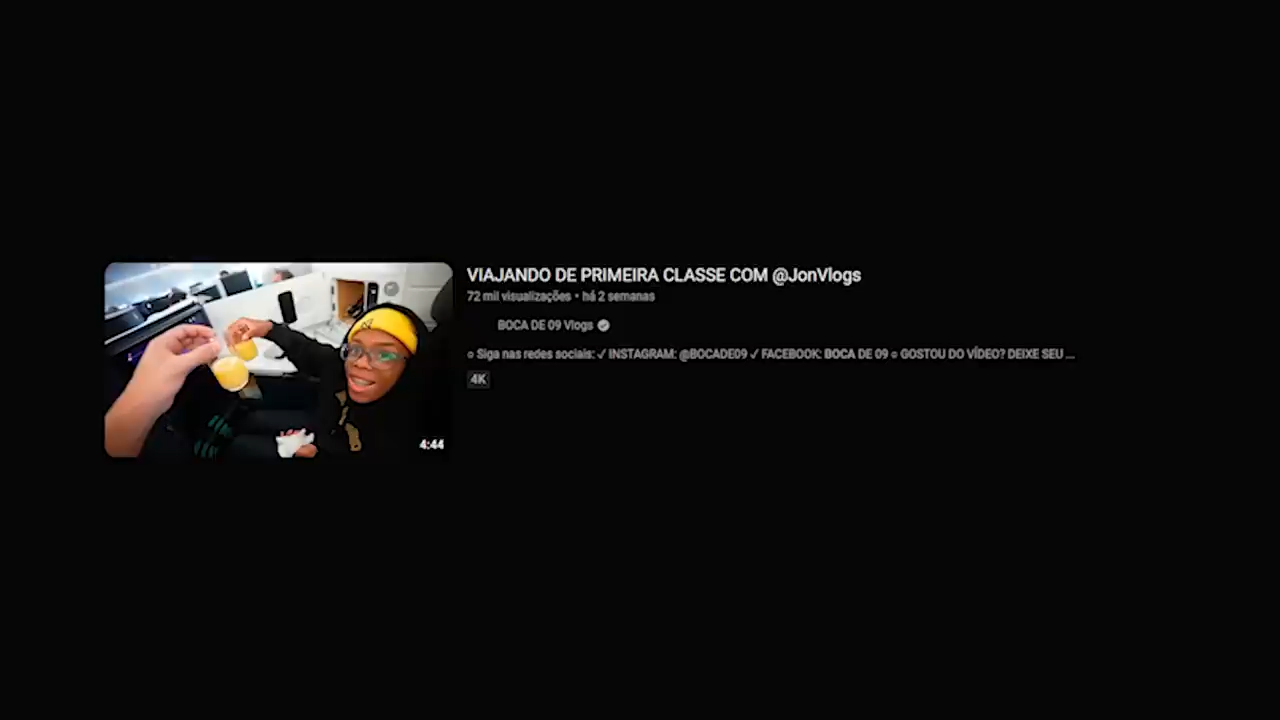 VIAJANDO DE PRIMEIRA CLASSE COM @JonVlogs
72 mil visualizações • há 2 semanas
BOCA DE 09 Vlogs
○ Siga nas redes sociais: ✓ INSTAGRAM: @BOCADE09 ✓ FACEBOOK: BOCA DE 09 ○ GOSTOU DO VÍDEO? DEIXE SEU ...
4K
4:44